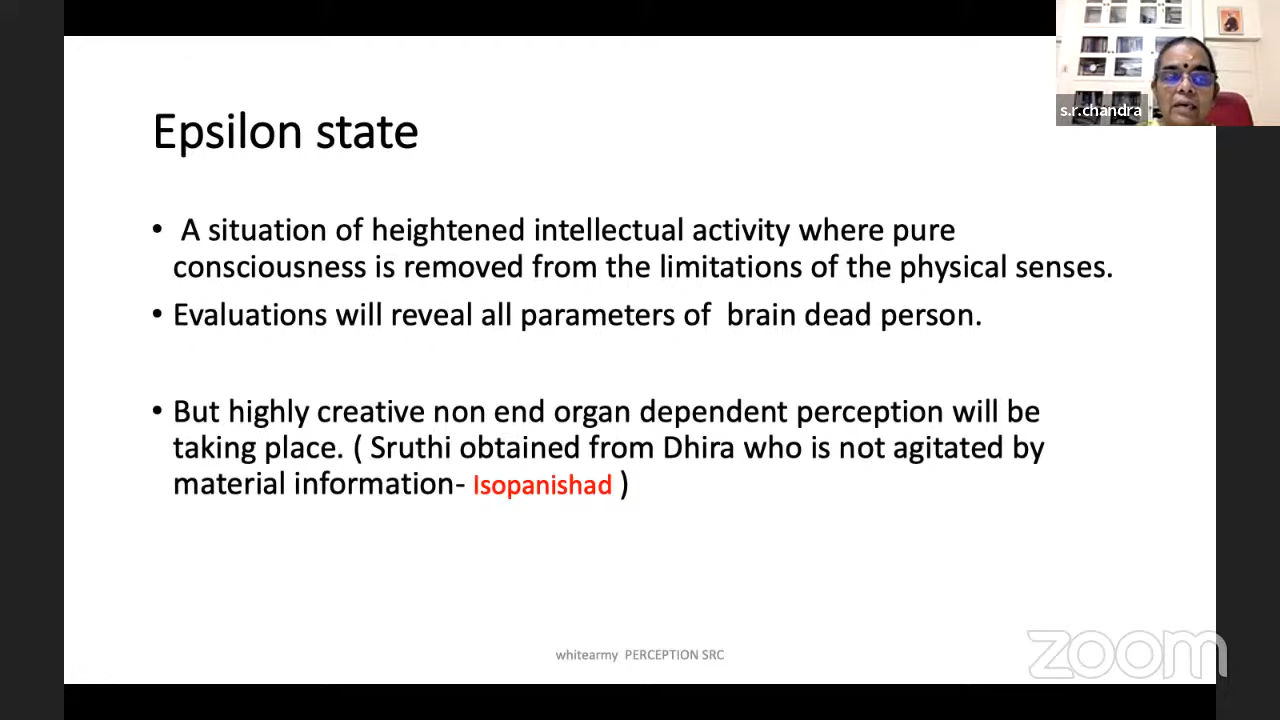 s.r.chandra
Epsilon state
• A situation of heightened intellectual activity where pure
consciousness is removed from the limitations of the physical senses.
• Evaluations will reveal all parameters of brain dead person.
• But highly creative non end organ dependent perception will be
taking place. ( Sruthi obtained from Dhira who is not agitated by
material information- Isopanishad )
whitearmy PERCEPTION SRC
zoom